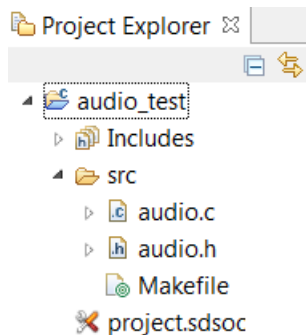 Project Explorer
audio_test
Includes
src
audio.c
audio.h
Makefile
project.sdsoc